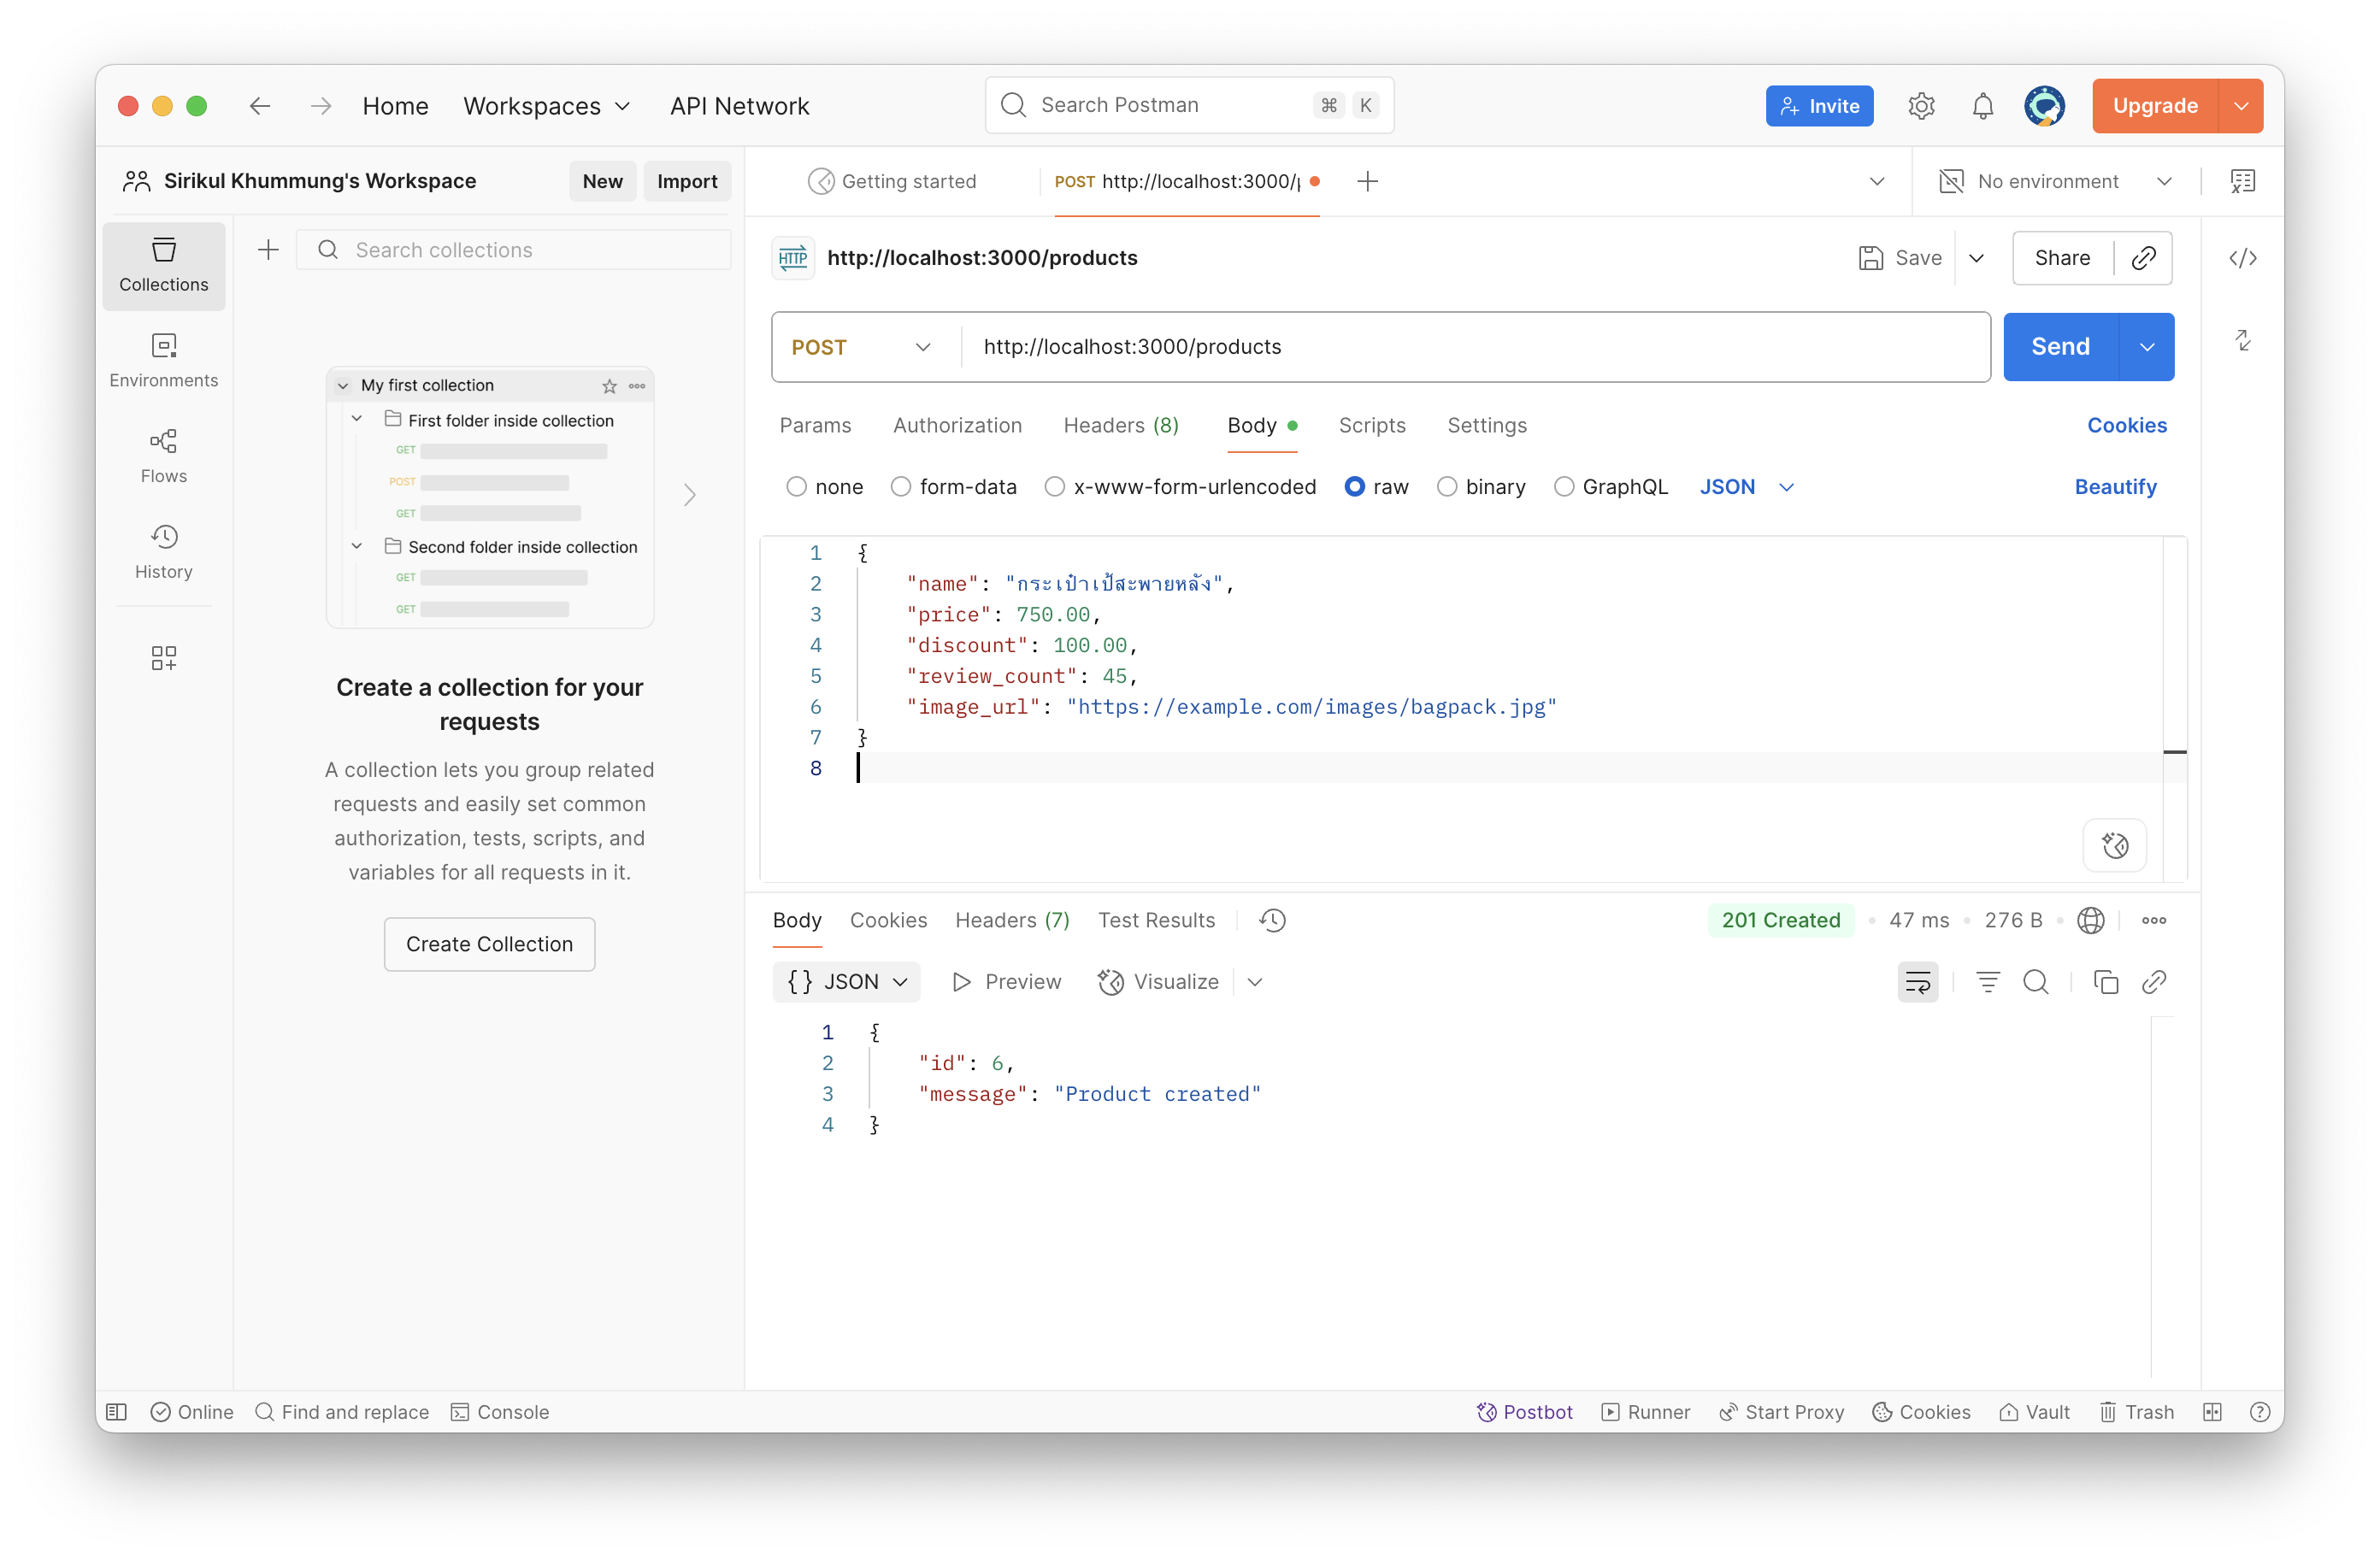 Home Workspaces API Network Search Postman ⌘ K Invite Upgrade
Sirikul Khummung's Workspace New Import
Getting started POST http://localhost:3000/ No environment
Collections
Environments
Flows
History
Search collections
My first collection
First folder inside collection
GET
POST
GET
Second folder inside collection
GET
GET
Create a collection for your
requests
A collection lets you group related
requests and easily set common
authorization, tests, scripts, and
variables for all requests in it.
Create Collection
HTTP http://localhost:3000/products Save Share
POST http://localhost:3000/products Send
Params Authorization Headers (8) Body Scripts Settings Cookies
none form-data x-www-form-urlencoded raw binary GraphQL JSON Beautify
1 {
2 "name": "กระเป๋าเป้สะพายหลัง",
3 "price": 750.00,
4 "discount": 100.00,
5 "review_count": 45,
6 "image_url": "https://example.com/images/bagpack.jpg"
7 }
8
Body Cookies Headers (7) Test Results 201 Created • 47 ms • 276 B
{} JSON Preview Visualize
1 {
2 "id": 6,
3 "message": "Product created"
4 }
Online Find and replace Console Postbot Runner Start Proxy Cookies Vault Trash